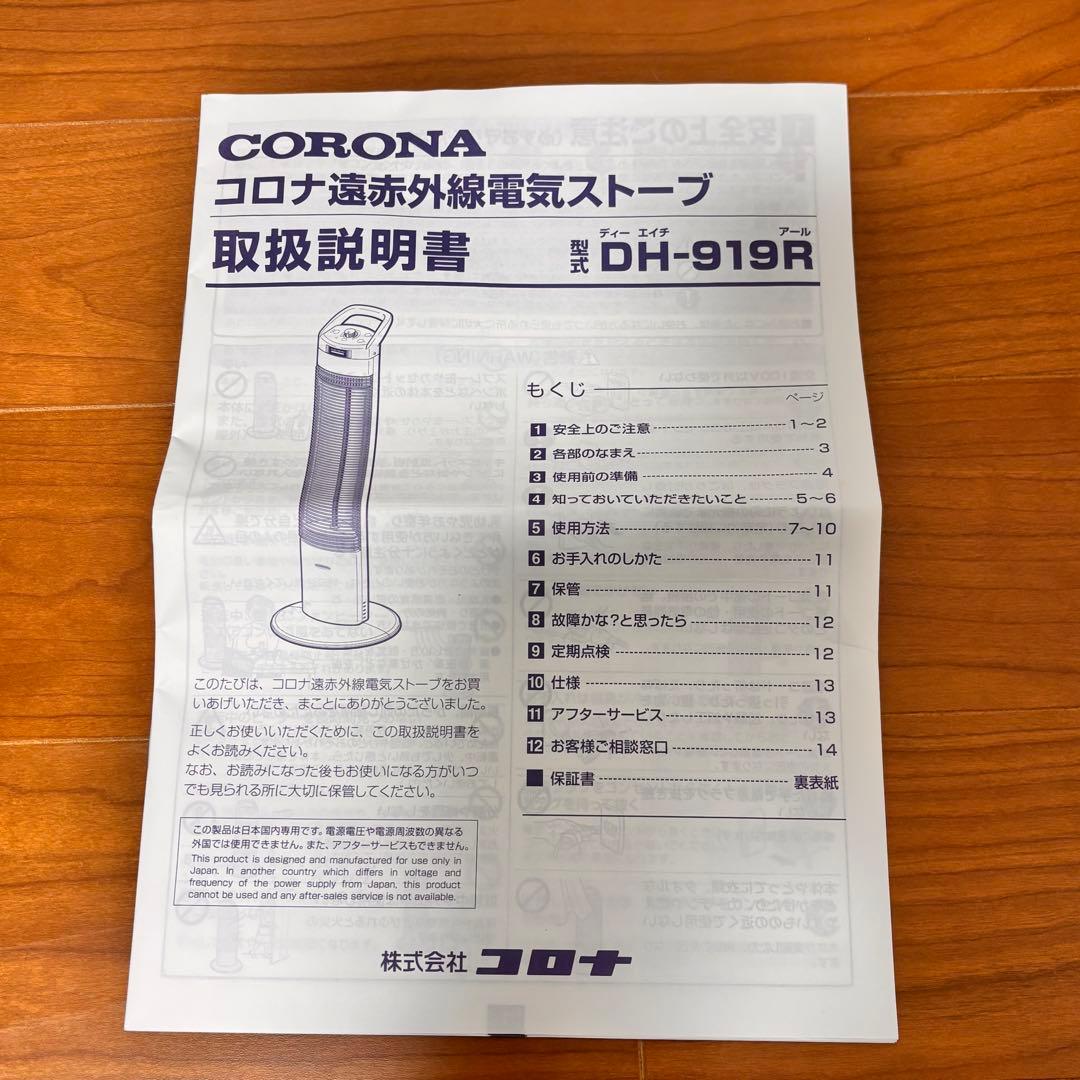 CORONA
コロナ遠赤外線電気ストーブ
取扱説明書
型式
ディー エイチ アール
DH-919R
もくじ
ページ
1 安全上のご注意 1～2
2 各部のなまえ 3
3 使用前の準備 4
4 知っておいていただきたいこと 5～6
5 使用方法 7～10
6 お手入れのしかた 11
7 保管 11
8 故障かな?と思ったら 12
9 定期点検 12
10 仕様 13
11 アフターサービス 13
12 お客様ご相談窓口 14
■ 保証書 裏表紙
このたびは、コロナ遠赤外線電気ストーブをお買
いあげいただき、まことにありがとうございました。
正しくお使いいただくために、この取扱説明書を
よくお読みください。
なお、お読みになった後もお使いになる方がいつ
でも見られる所に大切に保管してください。
この製品は日本国内専用です。電源電圧や電源周波数の異なる
外国では使用できません。また、アフターサービスもできません。
This product is designed and manufactured for use only in
Japan. In another country which differs in voltage and
frequency of the power supply from Japan, this product
cannot be used and any after-sales service is not available.
株式会社 コロナ